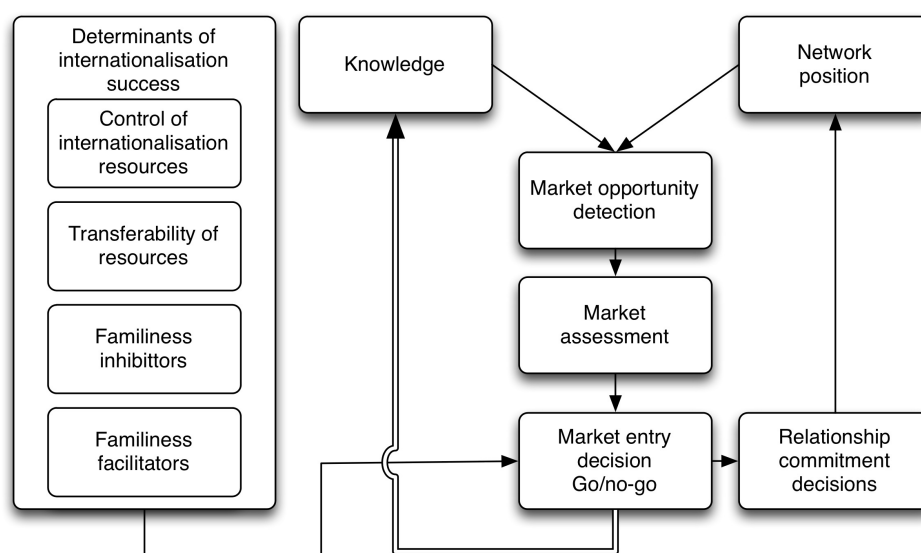 Determinants of
internationalisation
success
Control of
internationalisation
resources
Transferability of
resources
Familiness
inhibittors
Familiness
facilitators
Knowledge
Network
position
Market opportunity
detection
Market
assessment
Market entry
decision
Go/no-go
Relationship
commitment
decisions